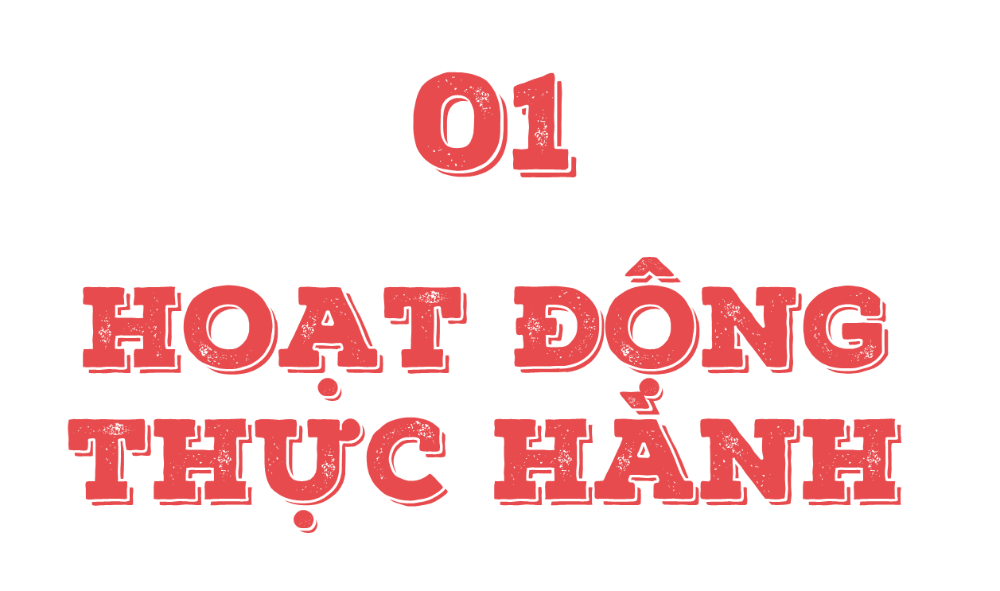 01
HOẠT ĐỘNG
THỰC HÀNH